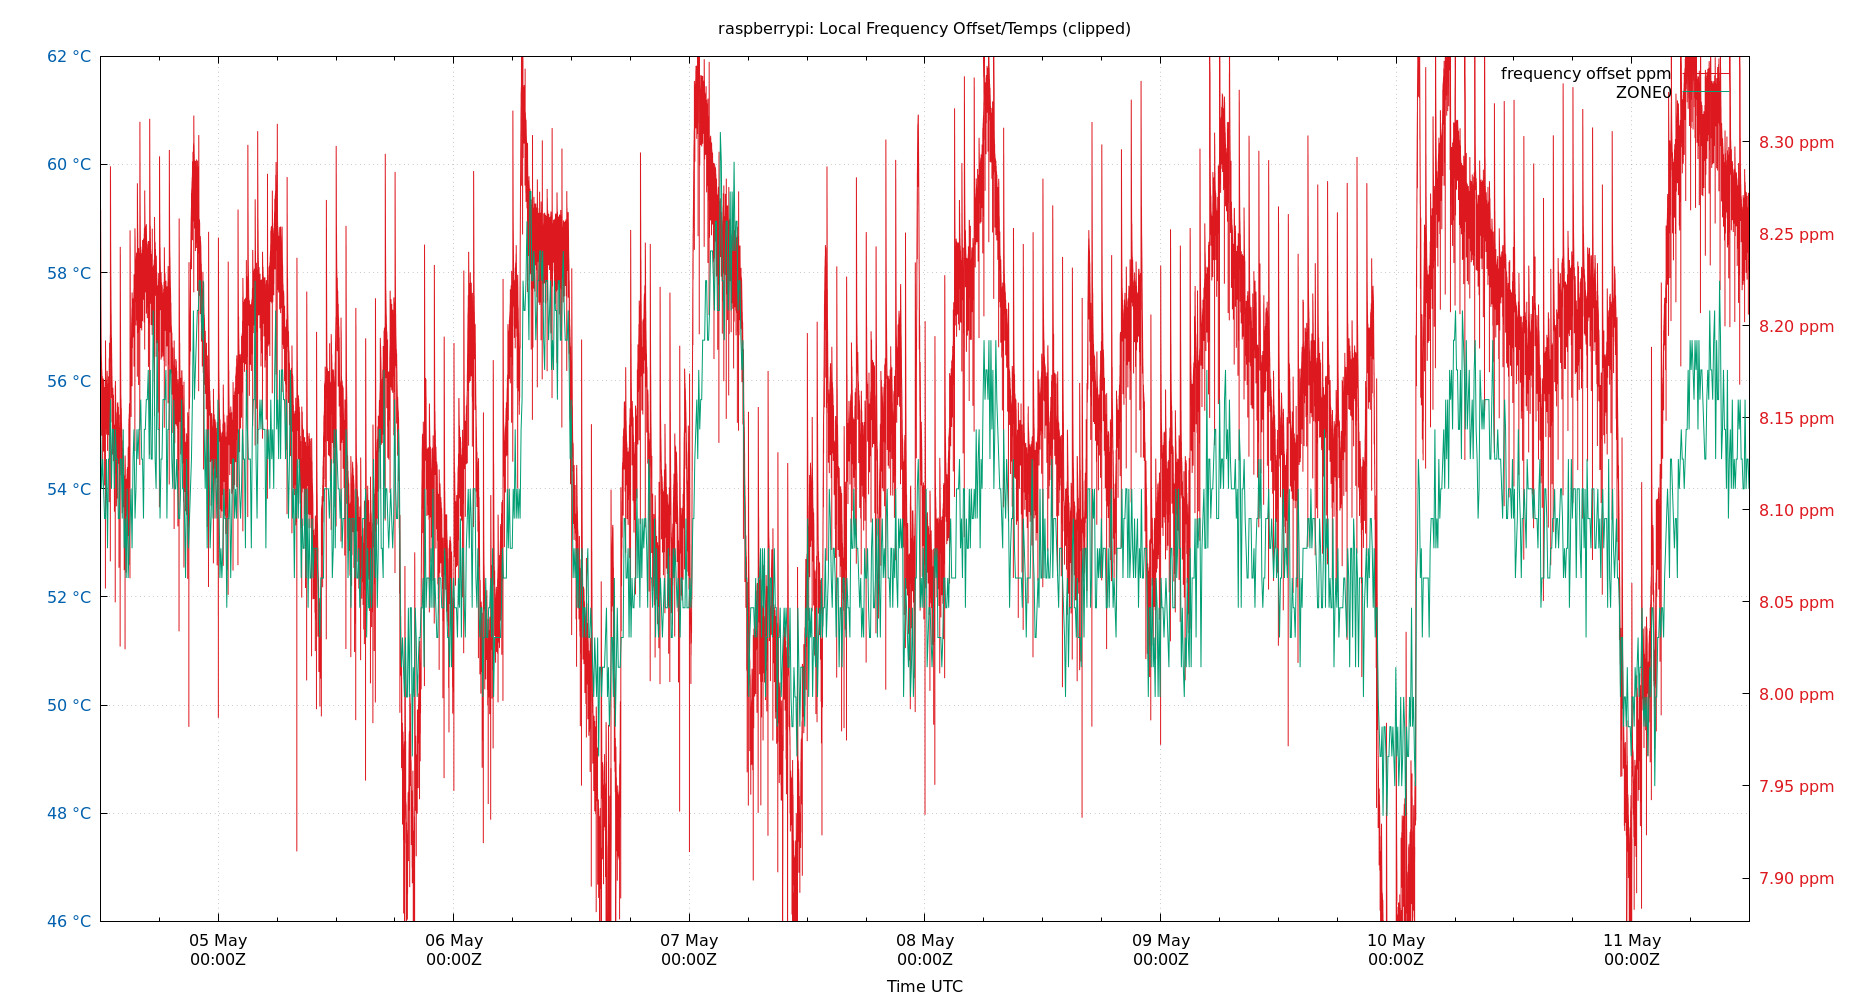 raspberrypi: Local Frequency Offset/Temps (clipped)
62 °C
60 °C
58 °C
56 °C
54 °C
52 °C
50 °C
48 °C
46 °C
frequency offset ppm
ZONE0
8.30 ppm
8.25 ppm
8.20 ppm
8.15 ppm
8.10 ppm
8.05 ppm
8.00 ppm
7.95 ppm
7.90 ppm
05 May 06 May 07 May 08 May 09 May 10 May 11 May
00:00Z 00:00Z 00:00Z 00:00Z 00:00Z 00:00Z 00:00Z
Time UTC